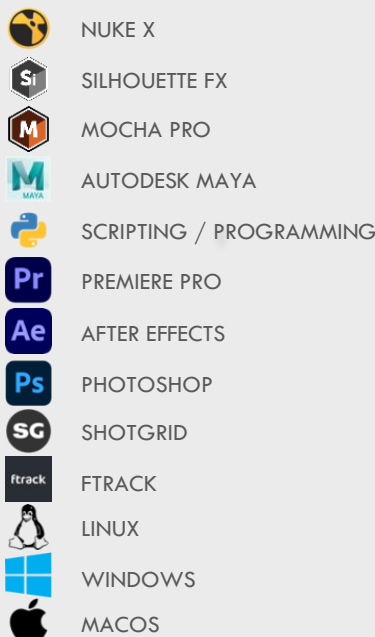 NUKE X
Si SILHOUETTE FX
M MOCHA PRO
M MAYA AUTODESK MAYA
SCRIPTING / PROGRAMMING
Pr PREMIERE PRO
Ae AFTER EFFECTS
Ps PHOTOSHOP
SG SHOTGRID
ftrack FTRACK
LINUX
WINDOWS
MACOS